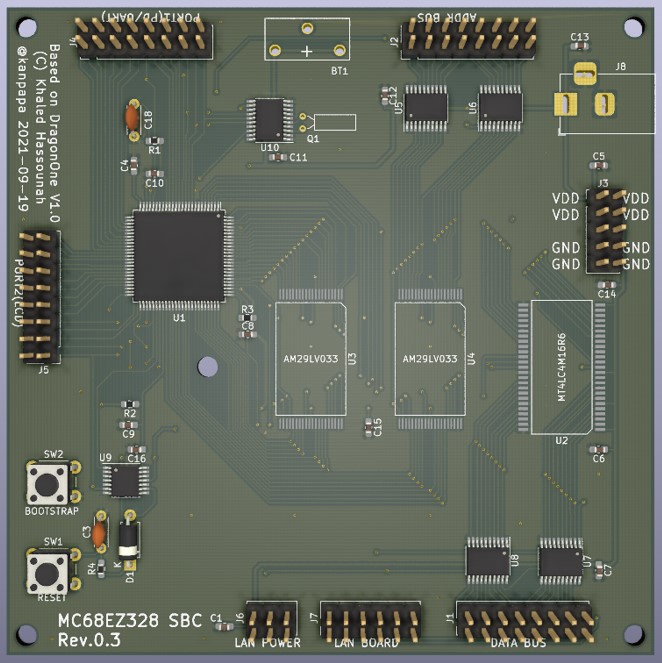 PORT1(PD/UART)
J4
BT1
ADDR BUS
J2
C13
J8
Based on DragonOne V1.0
(C) Khaled Hassounah
@kanpapa 2021-09-19
C18
R1
C4
C10
U10
C11
Q1
C12
U5
U6
C5
J3
VDD VDD
VDD VDD
GND GND
GND GND
C14
PORT2(LCD)
J5
U1
R3
C8
AM29LV033
U3
AM29LV033
U4
MT4LC4M16R6
U2
R2
C9
C15
C16
U9
C6
SW2
BOOTSTRAP
C3
K
D1
R4
SW1
RESET
U8
U7
C7
MC68EZ328 SBC
Rev.0.3
C1
J6
LAN POWER
J7
LAN BOARD
J1
DATA BUS